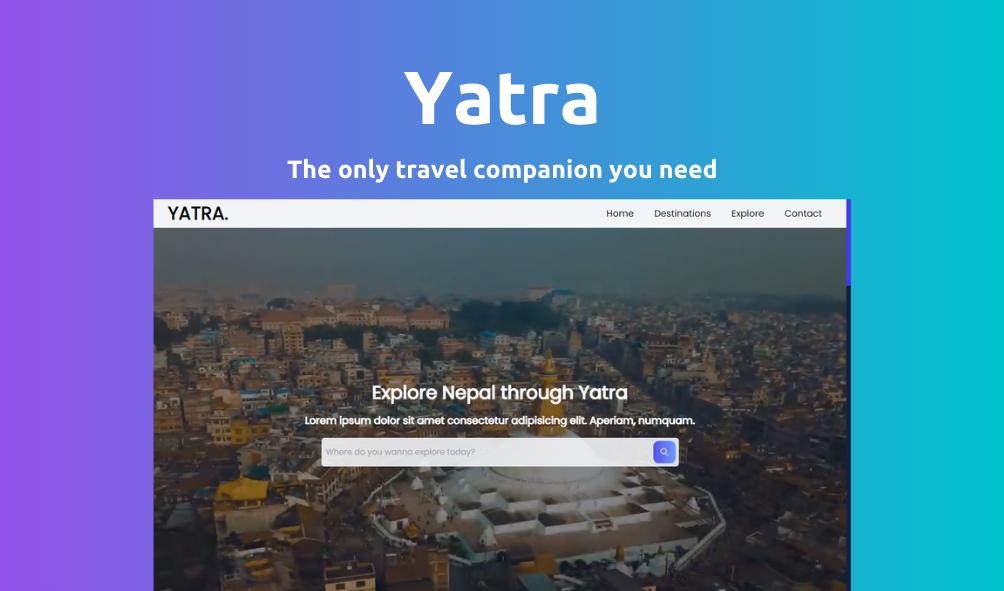 Yatra
The only travel companion you need
YATRA.
Home Destinations Explore Contact
Explore Nepal through Yatra
Lorem ipsum dolor sit amet consectetur adipisicing elit. Aperiam, numquam.
Where do you wanna explore today?